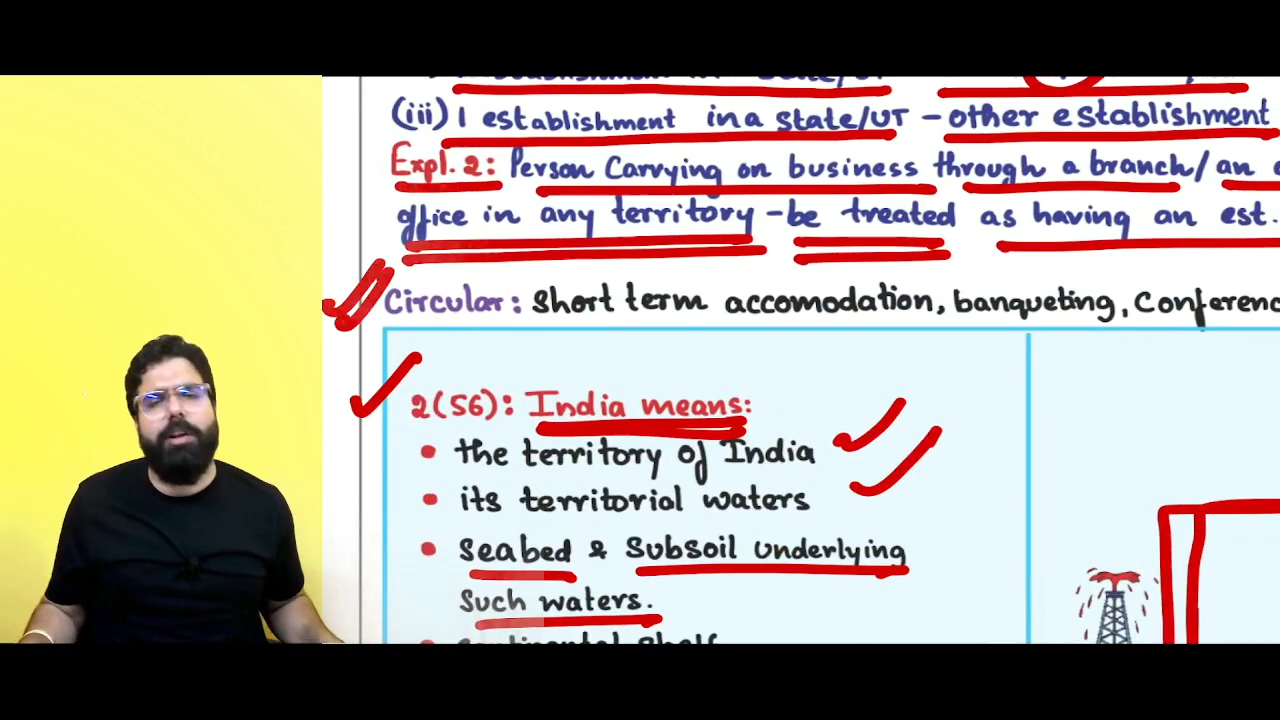 (iii) 1 establishment in a state/UT - other establishment
Expl. 2: Person Carrying on business through a branch/an
office in any territory - be treated as having an est.
Circular: Short term accomodation, banqueting, Conferenc
2(56): India means:
• the territory of India
• its territorial waters
• seabed & Subsoil underlying
Such waters.
• continental shelf